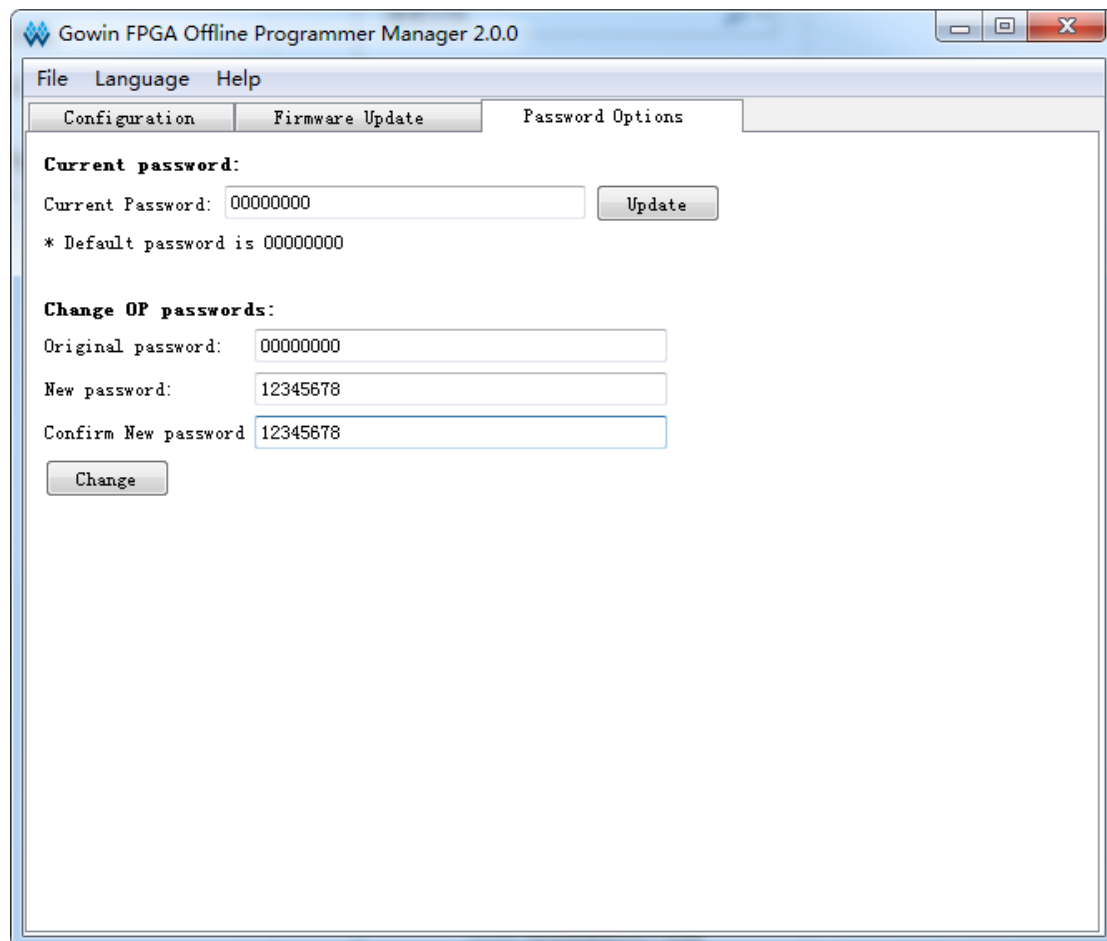 Gowin FPGA Offline Programmer Manager 2.0.0
File Language Help
Configuration Firmware Update Password Options
Current password:
Current Password: 00000000 Update
* Default password is 00000000
Change OP passwords:
Original password: 00000000
New password: 12345678
Confirm New password 12345678
Change